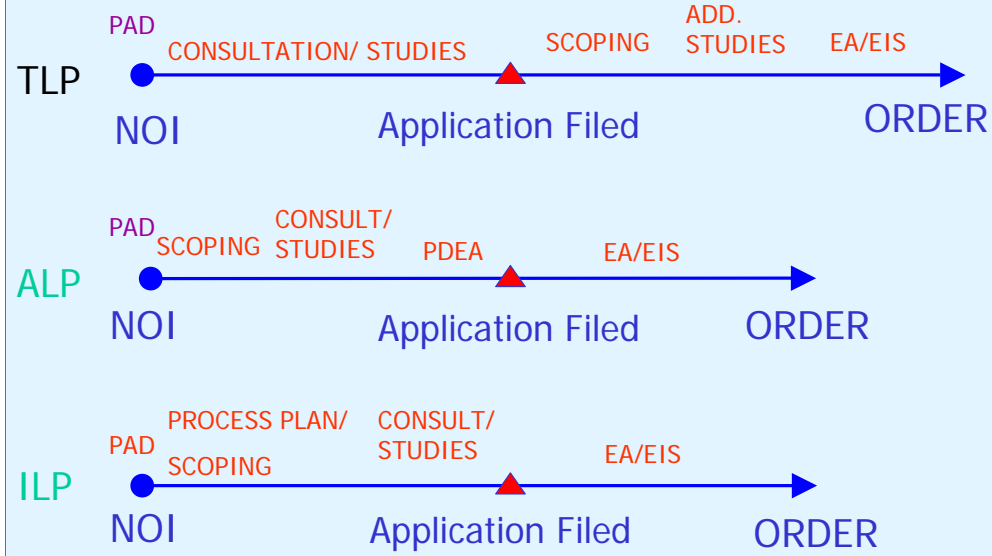 PAD
CONSULTATION/ STUDIES
SCOPING
ADD.
STUDIES
EA/EIS
TLP
NOI
Application Filed
ORDER
PAD
SCOPING
CONSULT/
STUDIES
PDEA
EA/EIS
ALP
NOI
Application Filed
ORDER
PAD
PROCESS PLAN/
SCOPING
CONSULT/
STUDIES
EA/EIS
ILP
NOI
Application Filed
ORDER